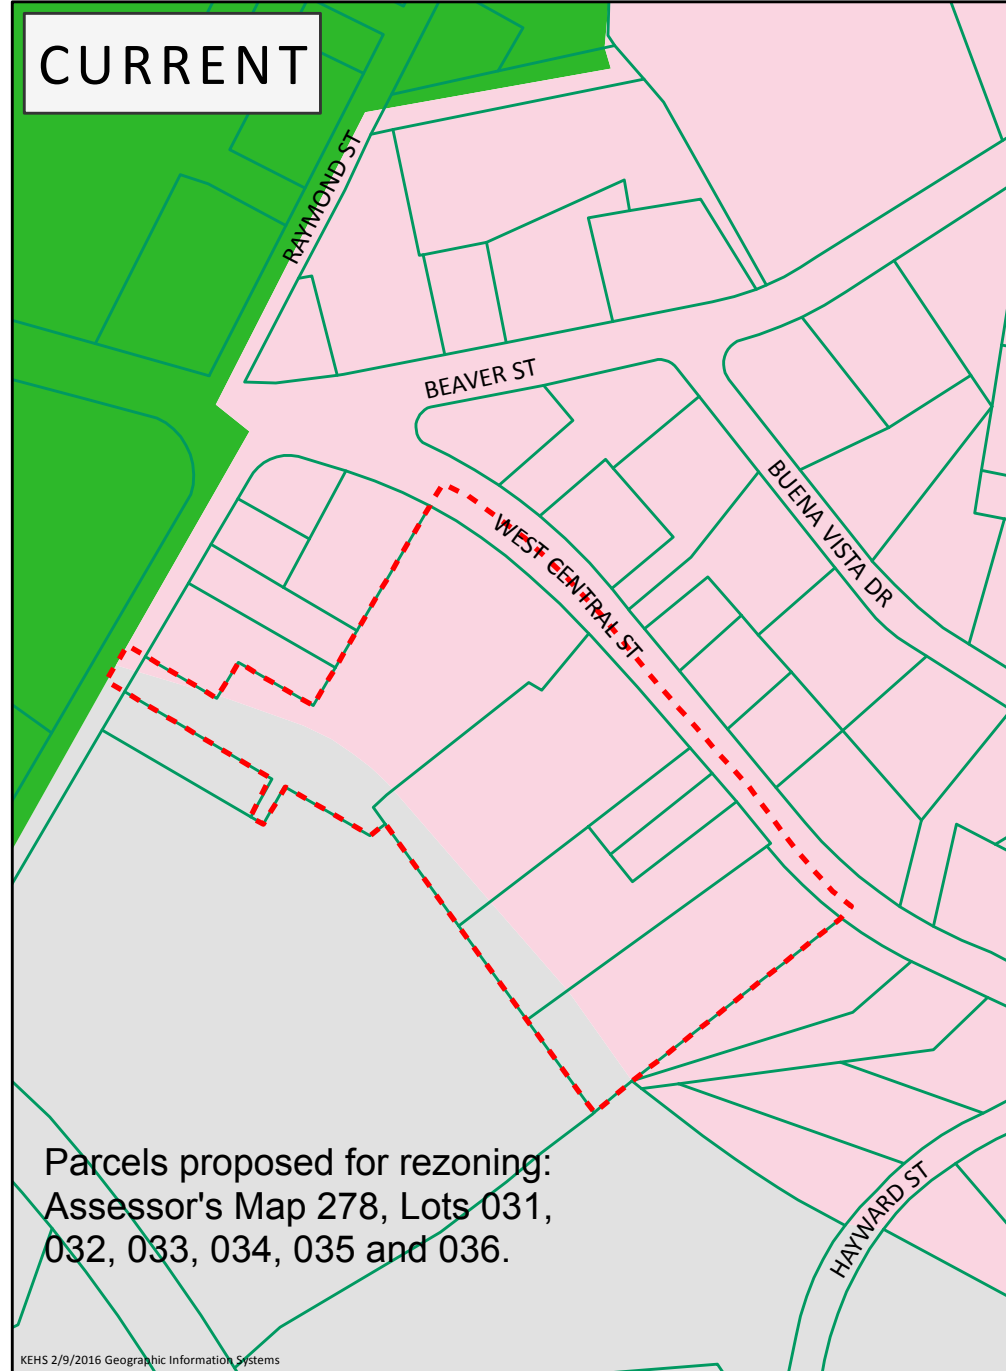 CURRENT
RAYMOND ST
BEAVER ST
BUENA VISTA DR
WEST CENTRAL ST
HAYWARD ST
Parcels proposed for rezoning:
Assessor's Map 278, Lots 031,
032, 033, 034, 035 and 036.
KEHS 2/9/2016 Geographic Information Systems